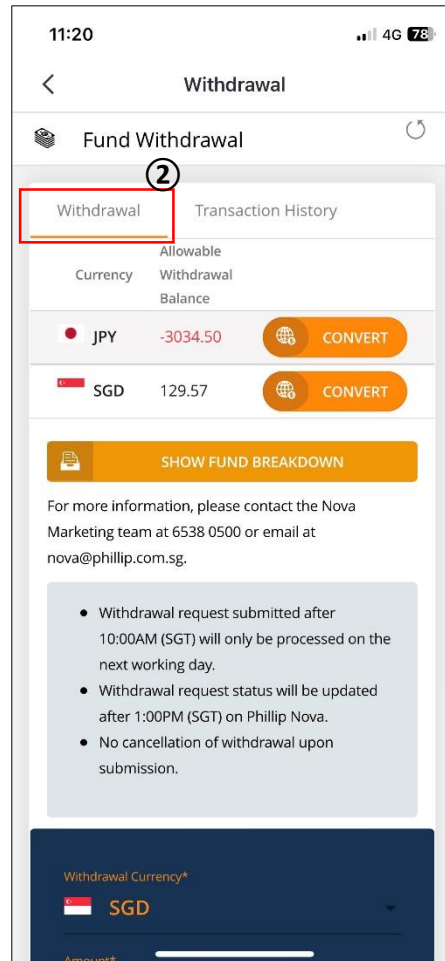 11:20 4G 78
Withdrawal
Fund Withdrawal
②
Withdrawal Transaction History
Currency Allowable Withdrawal Balance
JPY -3034.50 CONVERT
SGD 129.57 CONVERT
SHOW FUND BREAKDOWN
For more information, please contact the Nova
Marketing team at 6538 0500 or email at
nova@phillip.com.sg.
• Withdrawal request submitted after
10:00AM (SGT) will only be processed on the
next working day.
• Withdrawal request status will be updated
after 1:00PM (SGT) on Phillip Nova.
• No cancellation of withdrawal upon
submission.
Withdrawal Currency*
SGD
Amount*